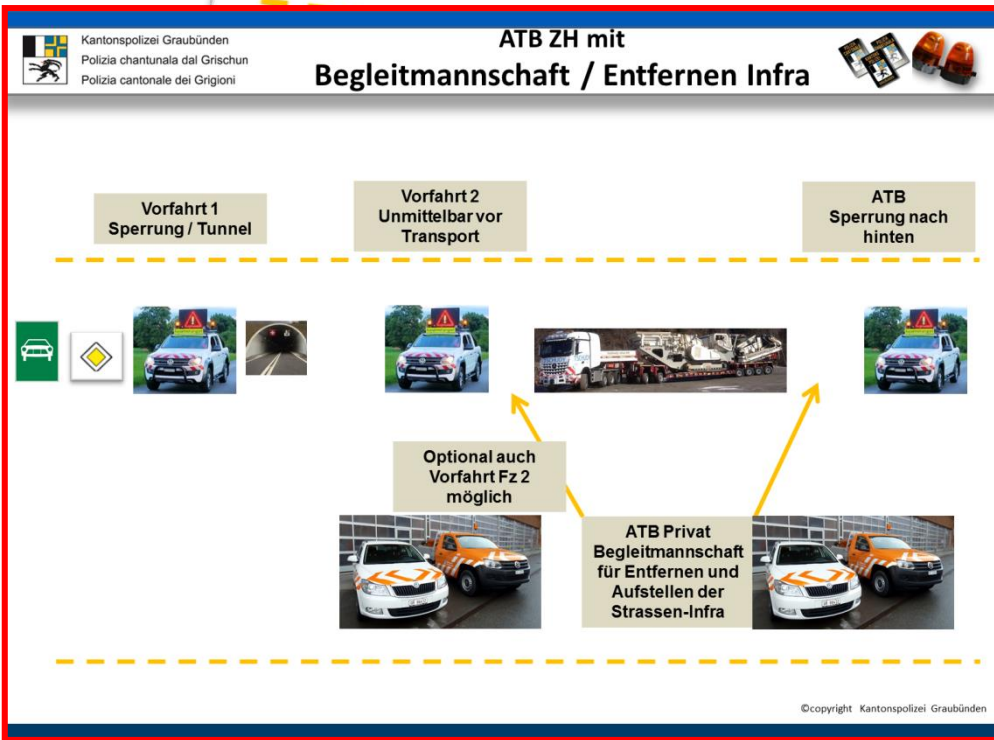 Kantonspolizei Graubünden
Polizia chantunala dal Grischun
Polizia cantonale dei Grigioni
ATB ZH mit
Begleitmannschaft / Entfernen Infra
Vorfahrt 1
Sperrung / Tunnel
Vorfahrt 2
Unmittelbar vor
Transport
ATB
Sperrung nach
hinten
Optional auch
Vorfahrt Fz 2
möglich
ATB Privat
Begleitmannschaft
für Entfernen und
Aufstellen der
Strassen-Infra
©copyright Kantonspolizei Graubünden